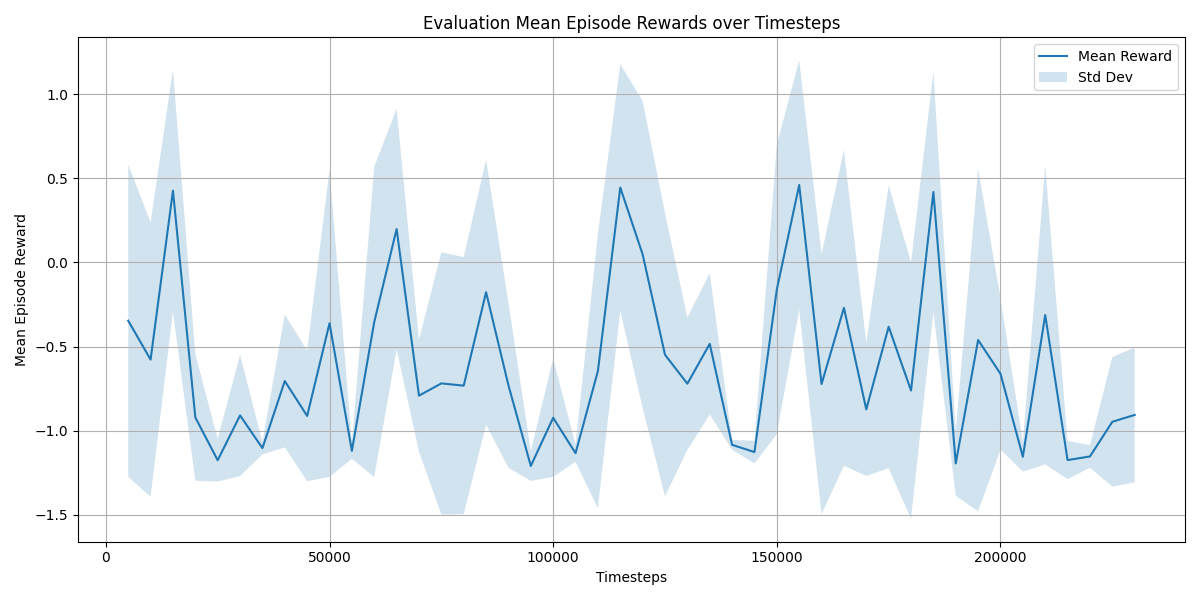 Evaluation Mean Episode Rewards over Timesteps
Mean Reward
Std Dev
Mean Episode Reward
1.0
0.5
0.0
−0.5
−1.0
−1.5
0
50000
100000
150000
200000
Timesteps